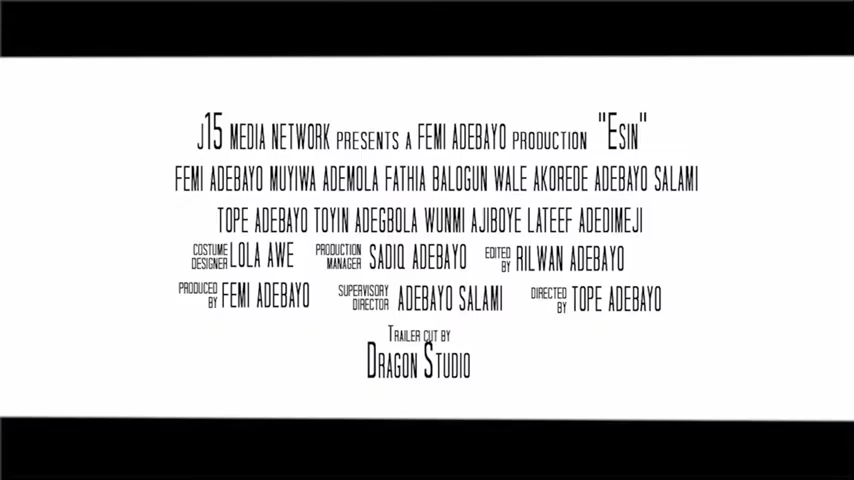 J15 MEDIA NETWORK PRESENTS A FEMI ADEBAYO PRODUCTION "ESIN"
FEMI ADEBAYO MUYIWA ADEMOLA FATHIA BALOGUN WALE AKOREDE ADEBAYO SALAMI
TOPE ADEBAYO TOYIN ADEGBOLA WUNMI AJIBOYE LATEEF ADEDIMEJI
COSTUME DESIGNER LOLA AWE PRODUCTION MANAGER SADIQ ADEBAYO EDITED BY RILWAN ADEBAYO
PRODUCED BY FEMI ADEBAYO SUPERVISORY DIRECTOR ADEBAYO SALAMI DIRECTED BY TOPE ADEBAYO
TRAILER CUT BY
DRAGON STUDIO